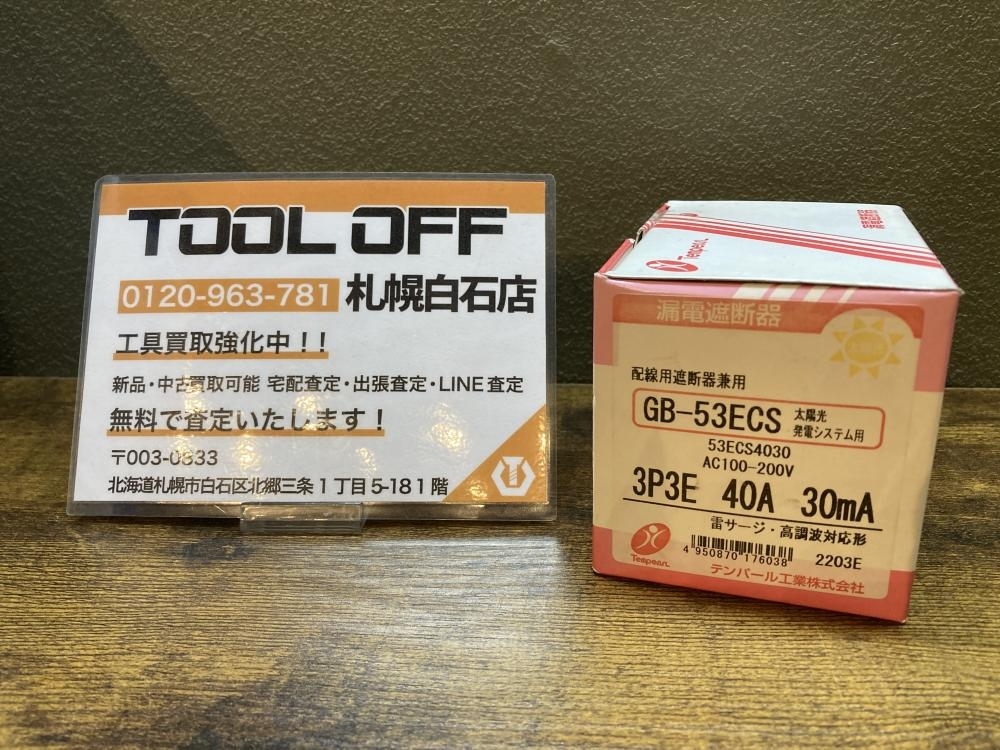 TOOL OFF
0120-963-781 札幌白石店
工具買取強化中!!
新品・中古買取可能 宅配査定・出張査定・LINE査定
無料で査定いたします!
〒003-0833
北海道札幌市白石区北郷三条1丁目5-18 1階
Tempearl
漏電遮断器
配線用遮断器兼用
GB-53ECS 太陽光
発電システム用
53ECS4030
AC100-200V
3P3E 40A 30mA
雷サージ・高調波対応形
Tempearl
4 950870 176038
2203E
テンパール工業株式会社